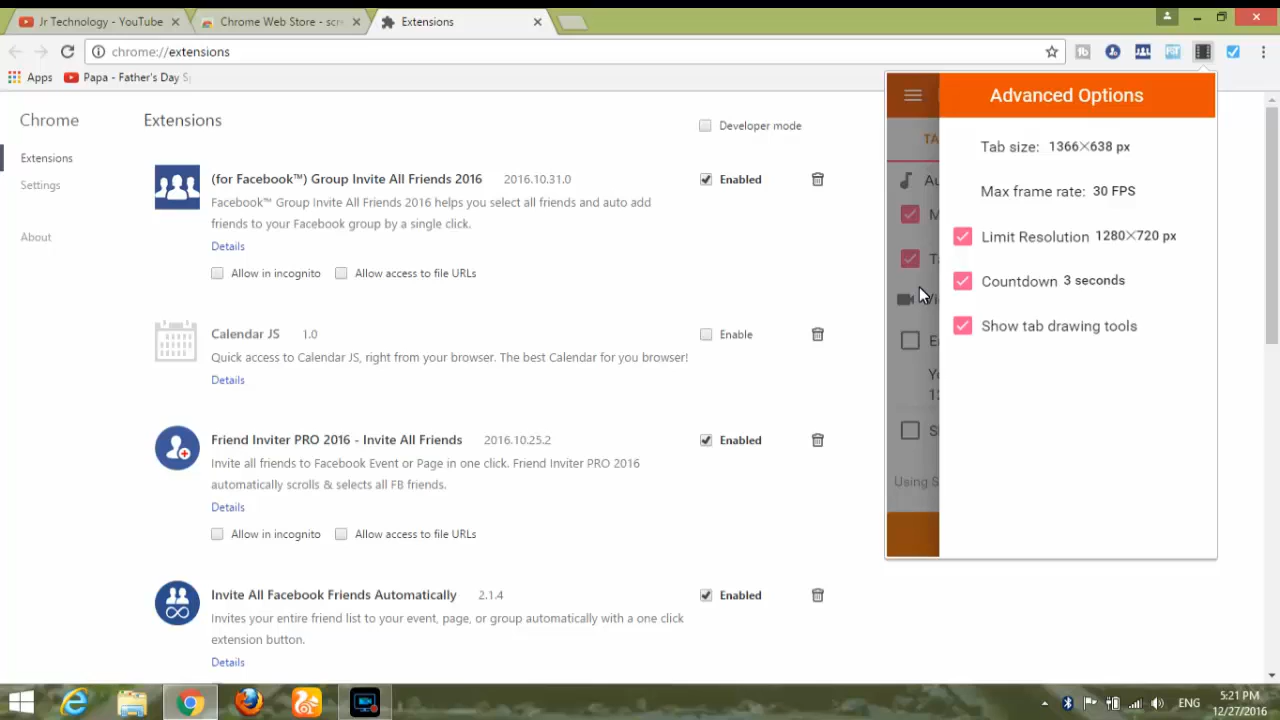 Jr Technology - YouTube
Chrome Web Store - scr
Extensions
chrome://extensions
Apps
Papa - Father's Day Sp
Chrome
Extensions
Settings
About
Extensions
Developer mode
(for Facebook™) Group Invite All Friends 2016 2016.10.31.0
Enabled
Facebook™ Group Invite All Friends 2016 helps you select all friends and auto add
friends to your Facebook group by a single click.
Details
Allow in incognito Allow access to file URLs
Calendar JS 1.0
Enable
Quick access to Calendar JS, right from your browser. The best Calendar for you browser!
Details
Friend Inviter PRO 2016 - Invite All Friends 2016.10.25.2
Enabled
Invite all friends to Facebook Event or Page in one click. Friend Inviter PRO 2016
automatically scrolls & selects all FB friends.
Details
Allow in incognito Allow access to file URLs
Invite All Facebook Friends Automatically 2.1.4
Enabled
Invites your entire friend list to your event, page, or group automatically with a one click
extension button.
Details
TA
Au
M
Ta
Vi
Yo
Using S
Advanced Options
Tab size: 1366×638 px
Max frame rate: 30 FPS
Limit Resolution 1280×720 px
Countdown 3 seconds
Show tab drawing tools
ENG
5:21 PM
12/27/2016